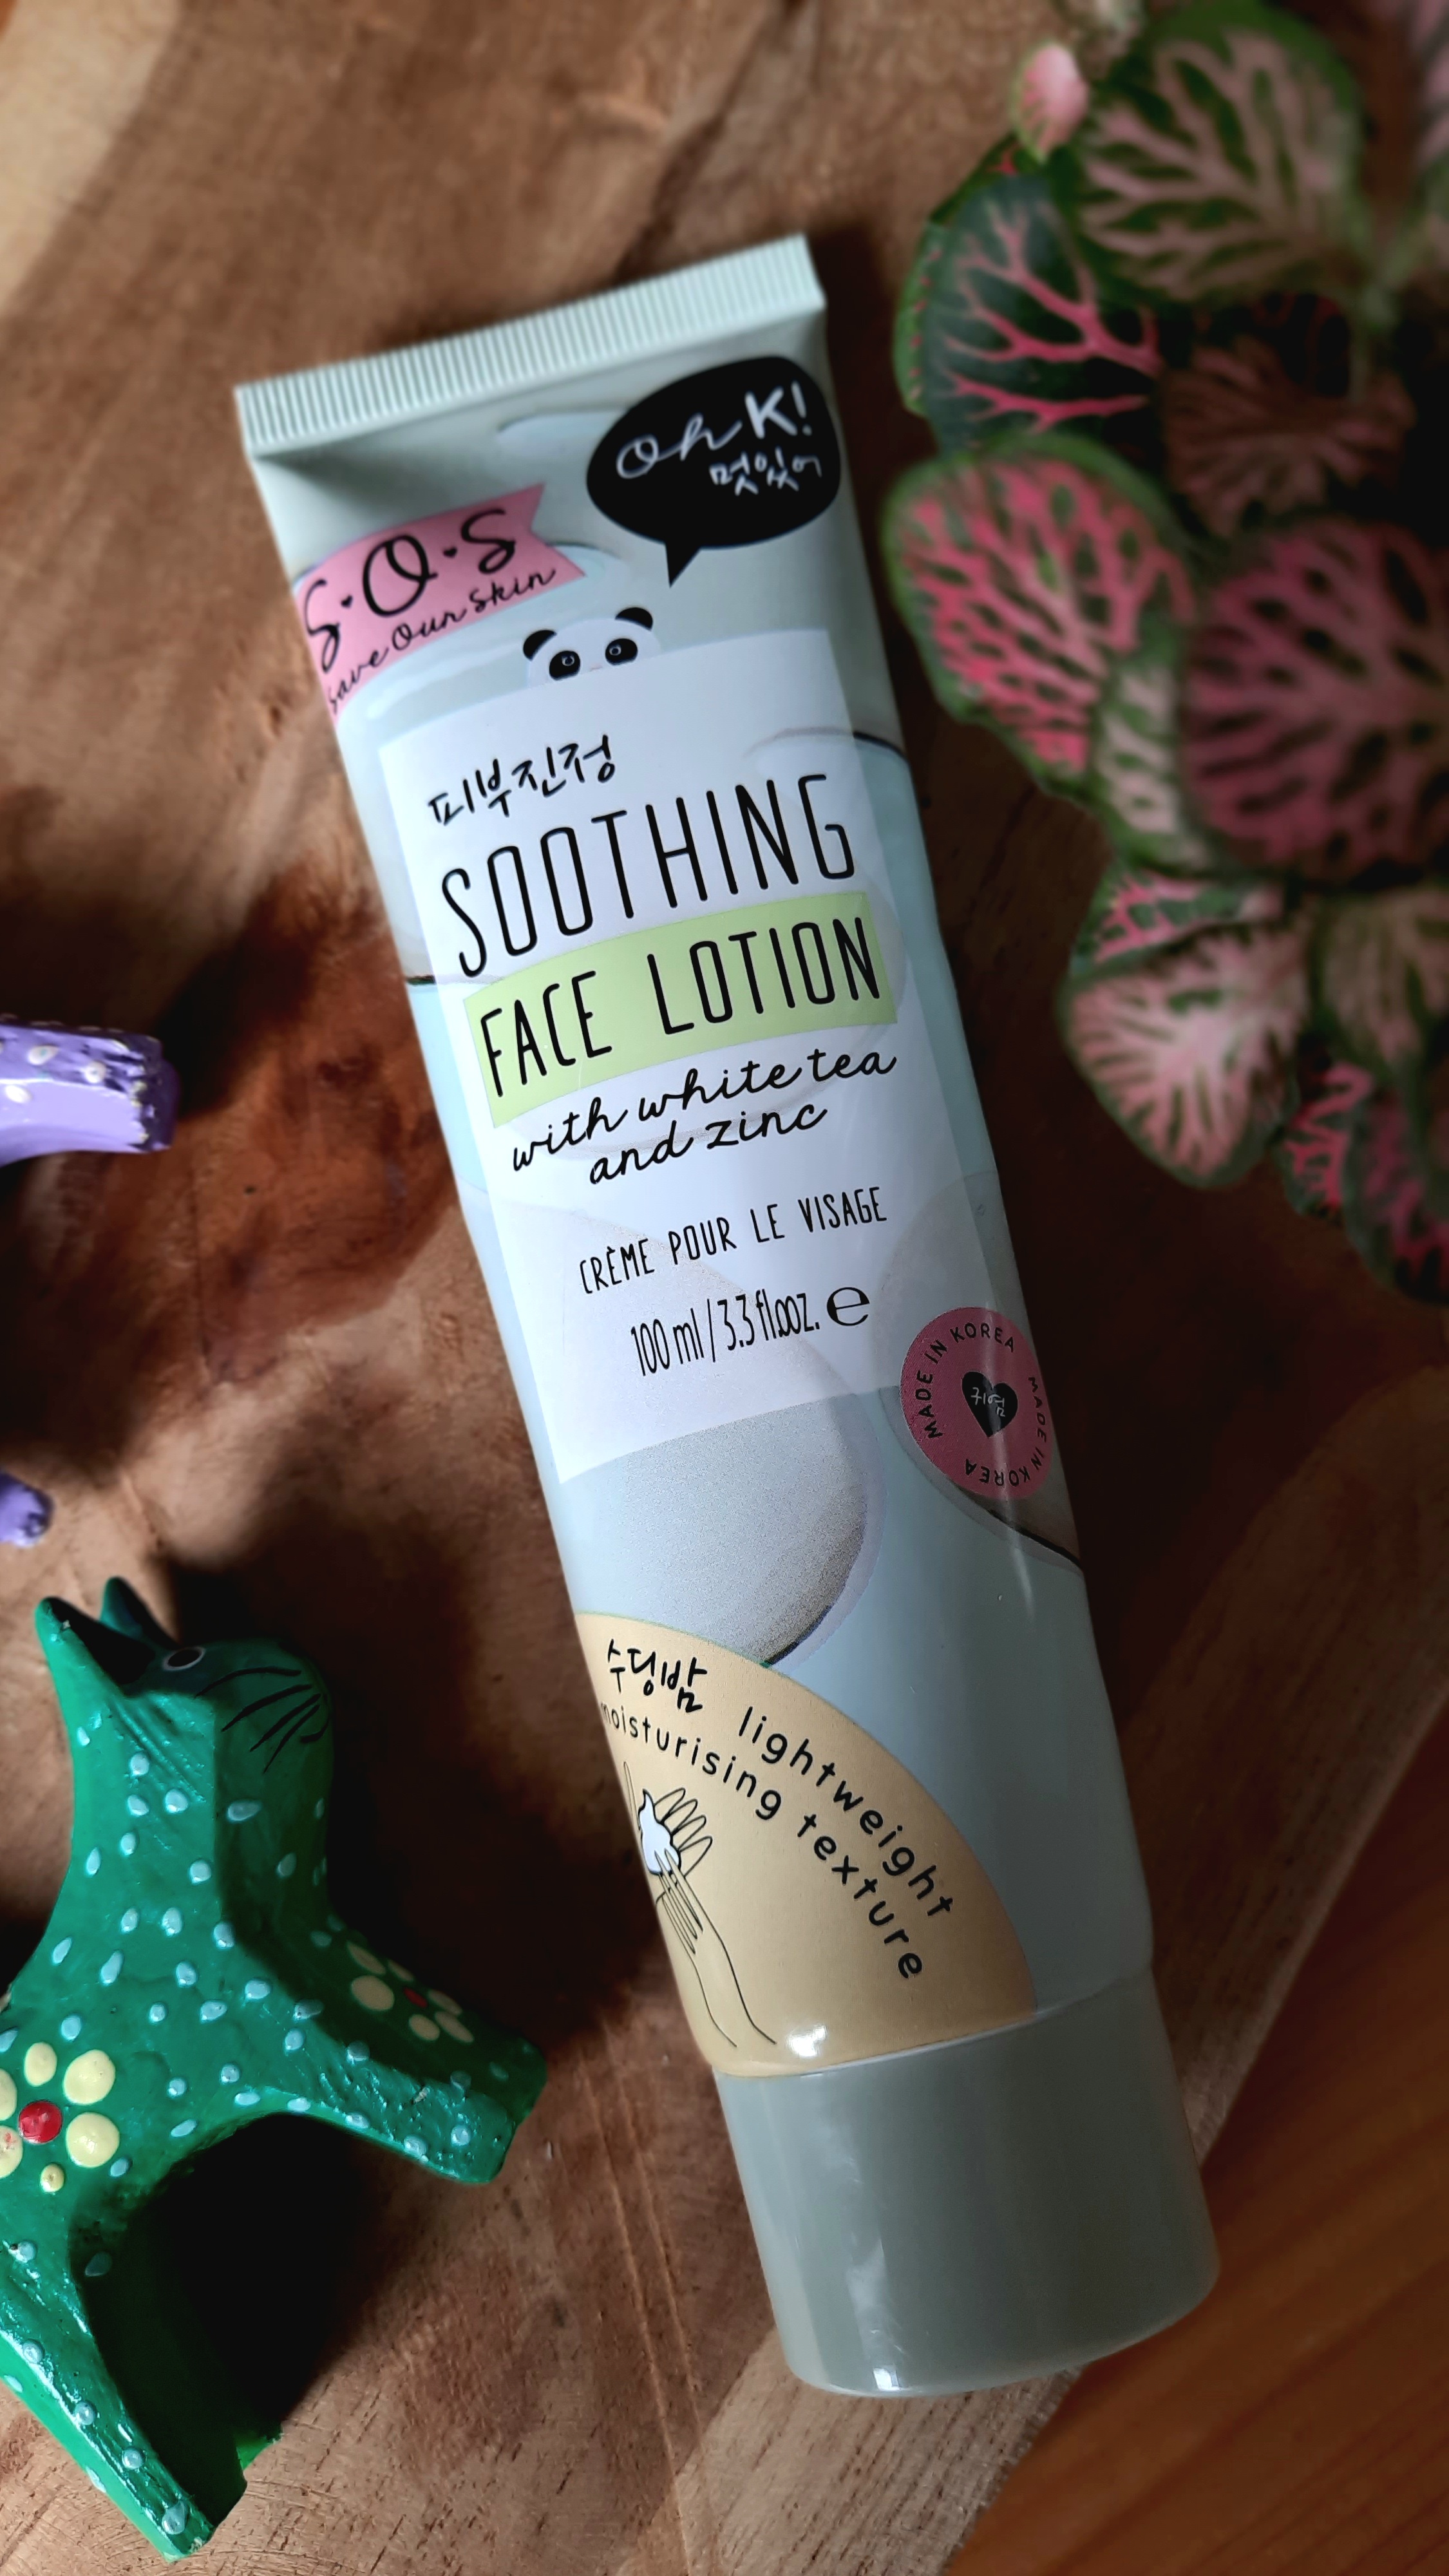 oh K!
멋있어
S·O·S
Save Our Skin
피부진정
SOOTHING
FACE LOTION
with white tea
and zinc
CRÈME POUR LE VISAGE
100 ml / 3.3 fl.oz. ℮
MADE IN KOREA MADE IN KOREA
귀염
수딩밤 lightweight
moisturising texture